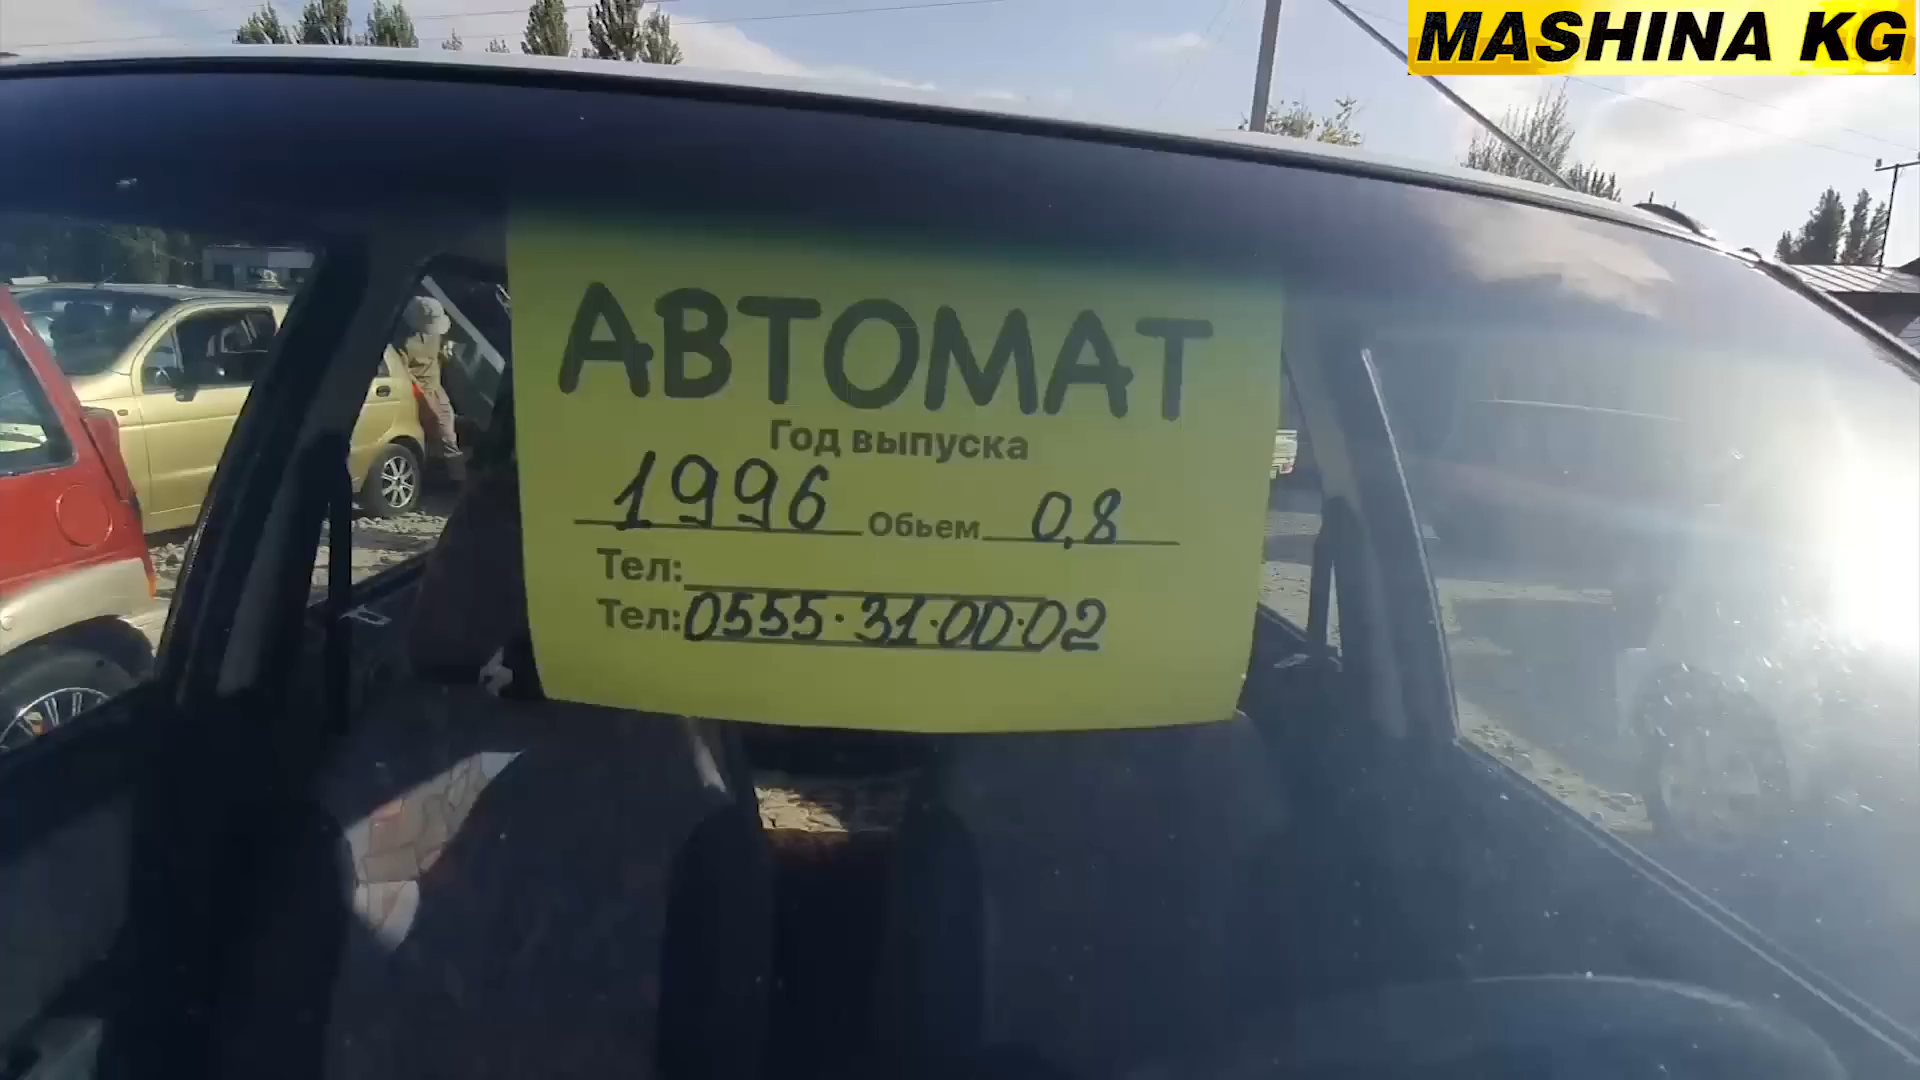 MASHINA KG
АВТОМАТ
Год выпуска
1996 Обьем 0,8
Тел:
Тел: 0555·31·00·02